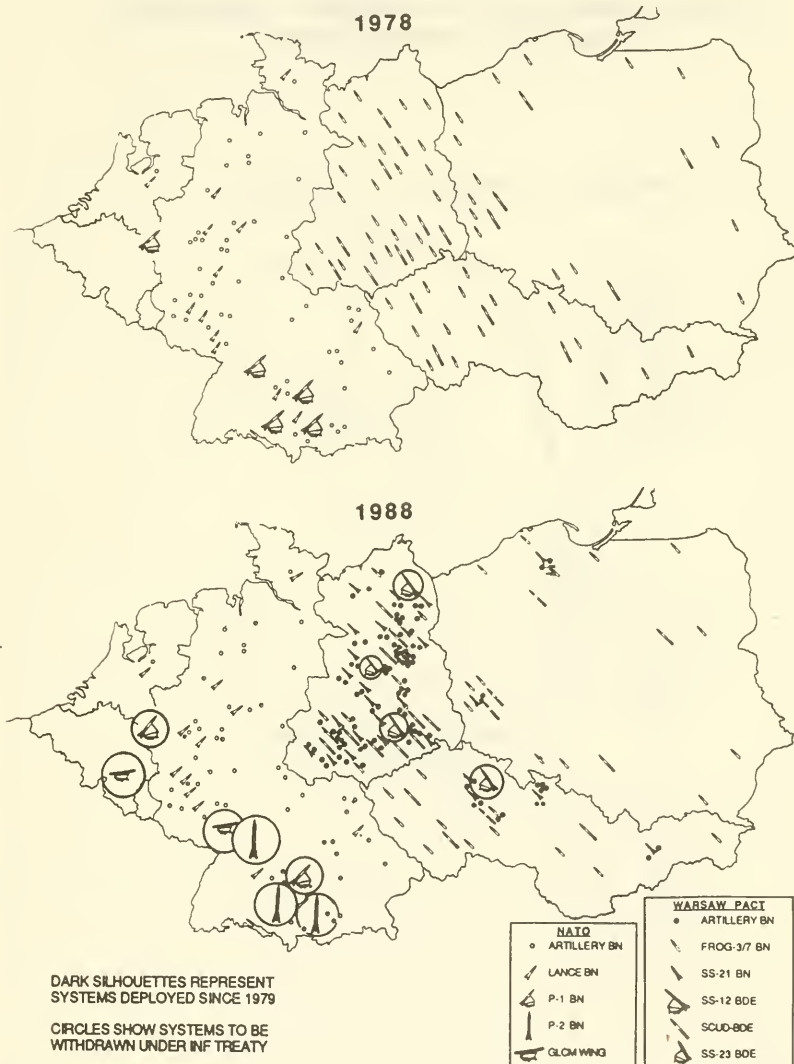 1978
1988
DARK SILHOUETTES REPRESENT
SYSTEMS DEPLOYED SINCE 1979
CIRCLES SHOW SYSTEMS TO BE
WITHDRAWN UNDER INF TREATY
NATO
ARTILLERY BN
LANCE BN
P-1 BN
P-2 BN
GLCM WING
WARSAW PACT
ARTILLERY BN
FROG-3/7 BN
SS-21 BN
SS-12 BDE
SCUD-BDE
SS-23 BDE